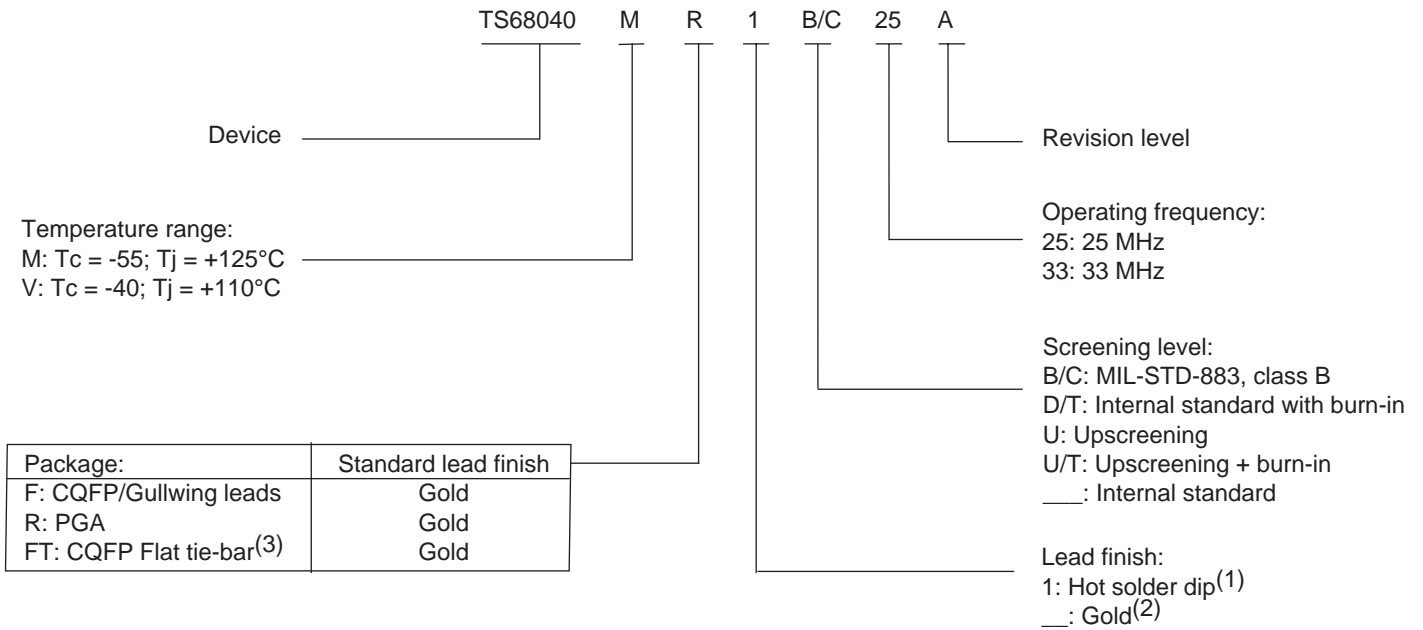 TS68040 M R 1 B/C 25 A
Device
Revision level
Temperature range:
M: Tc = -55; Tj = +125°C
V: Tc = -40; Tj = +110°C
Operating frequency:
25: 25 MHz
33: 33 MHz
Screening level:
B/C: MIL-STD-883, class B
D/T: Internal standard with burn-in
U: Upscreening
U/T: Upscreening + burn-in
___: Internal standard
Package: Standard lead finish
F: CQFP/Gullwing leads Gold
R: PGA Gold
FT: CQFP Flat tie-bar(3) Gold
Lead finish:
1: Hot solder dip(1)
__: Gold(2)